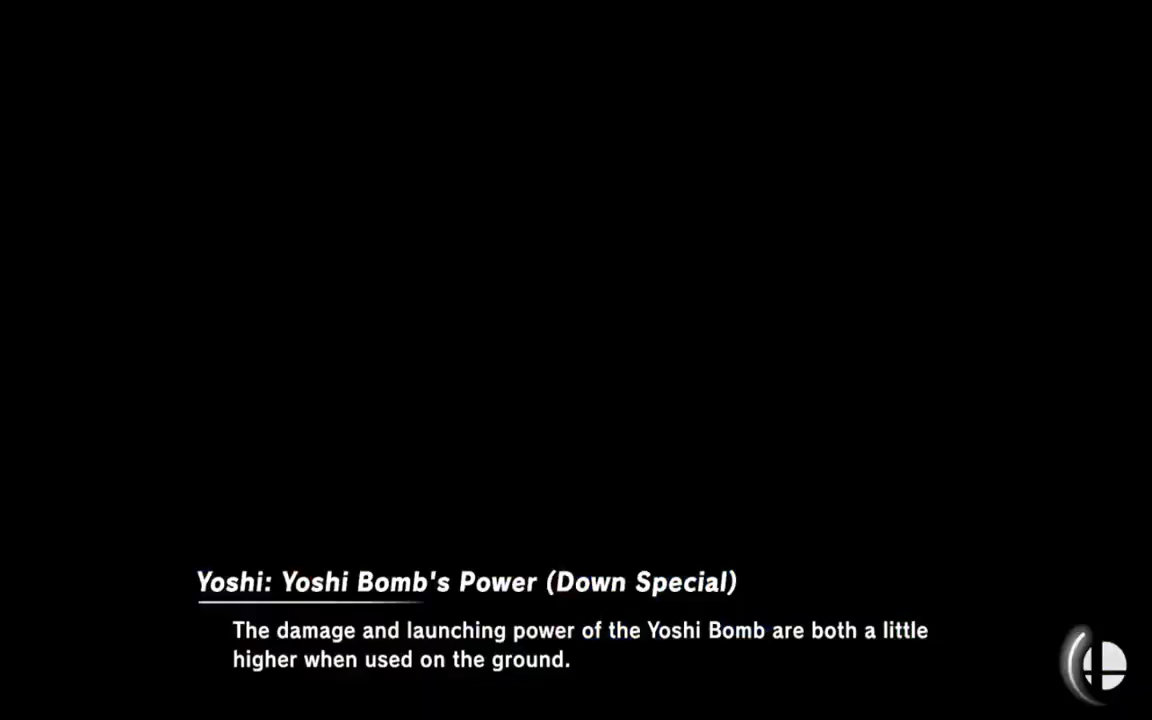 Yoshi: Yoshi Bomb's Power (Down Special)
The damage and launching power of the Yoshi Bomb are both a little
higher when used on the ground.